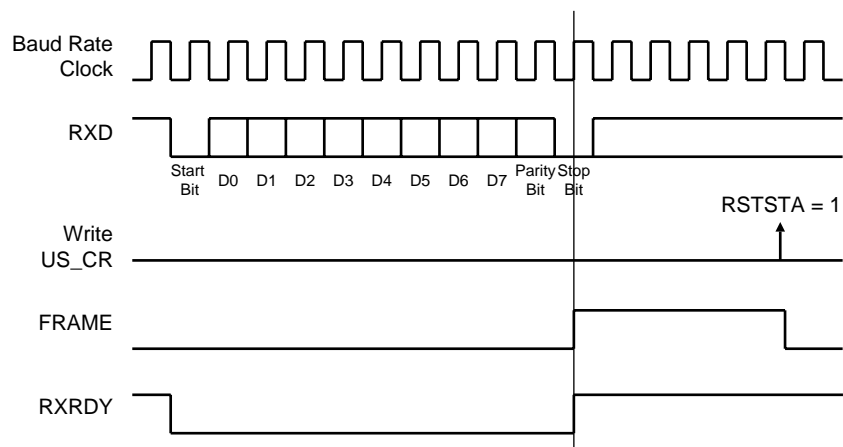 Baud Rate
Clock
RXD
Start
Bit
D0
D1
D2
D3
D4
D5
D6
D7
Parity
Bit
Stop
Bit
RSTSTA = 1
Write
US_CR
FRAME
RXRDY